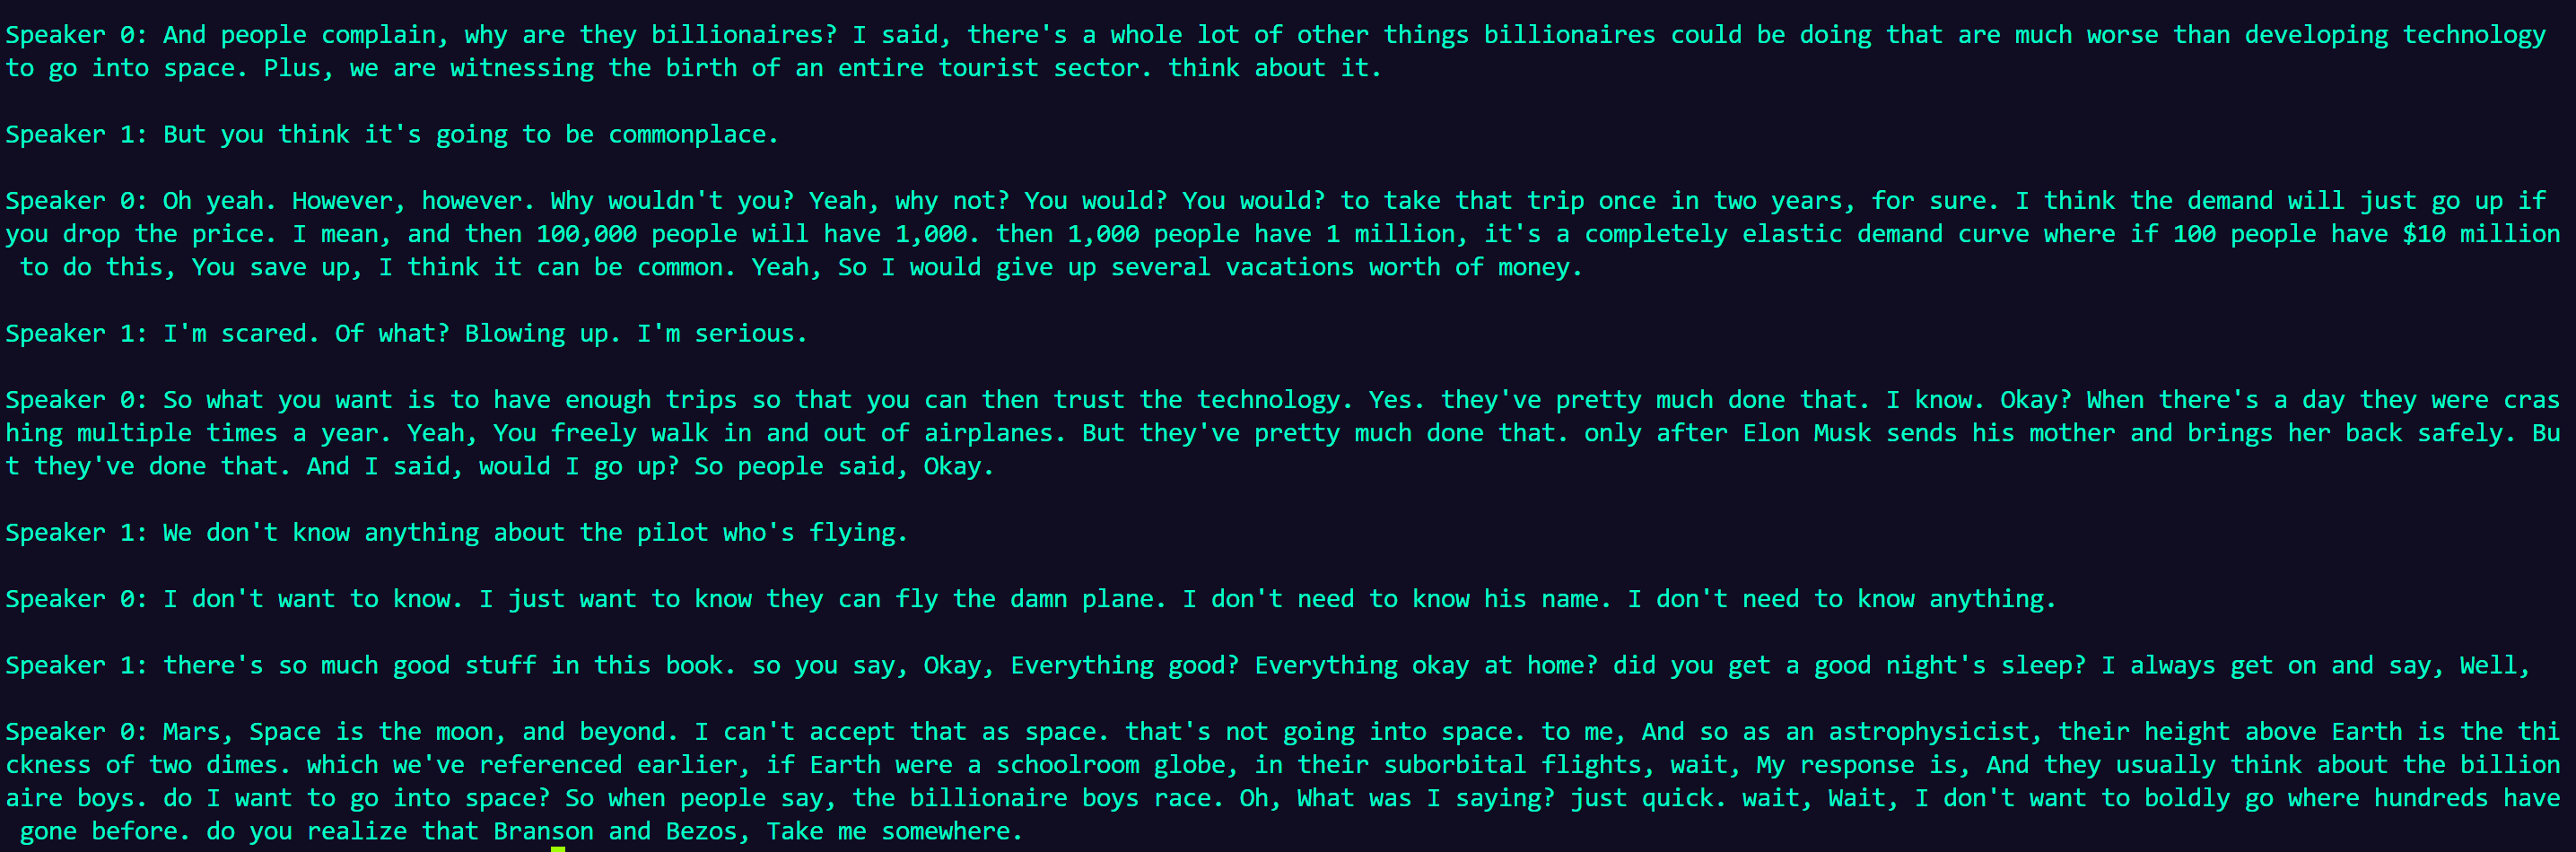 Speaker 0: And people complain, why are they billionaires? I said, there's a whole lot of other things billionaires could be doing that are much worse than developing technology
to go into space. Plus, we are witnessing the birth of an entire tourist sector. think about it.
Speaker 1: But you think it's going to be commonplace.
Speaker 0: Oh yeah. However, however. Why wouldn't you? Yeah, why not? You would? You would? to take that trip once in two years, for sure. I think the demand will just go up if
you drop the price. I mean, and then 100,000 people will have 1,000. then 1,000 people have 1 million, it's a completely elastic demand curve where if 100 people have $10 million
to do this, You save up, I think it can be common. Yeah, So I would give up several vacations worth of money.
Speaker 1: I'm scared. Of what? Blowing up. I'm serious.
Speaker 0: So what you want is to have enough trips so that you can then trust the technology. Yes. they've pretty much done that. I know. Okay? When there's a day they were cras
hing multiple times a year. Yeah, You freely walk in and out of airplanes. But they've pretty much done that. only after Elon Musk sends his mother and brings her back safely. Bu
t they've done that. And I said, would I go up? So people said, Okay.
Speaker 1: We don't know anything about the pilot who's flying.
Speaker 0: I don't want to know. I just want to know they can fly the damn plane. I don't need to know his name. I don't need to know anything.
Speaker 1: there's so much good stuff in this book. so you say, Okay, Everything good? Everything okay at home? did you get a good night's sleep? I always get on and say, Well,
Speaker 0: Mars, Space is the moon, and beyond. I can't accept that as space. that's not going into space. to me, And so as an astrophysicist, their height above Earth is the thi
ckness of two dimes. which we've referenced earlier, if Earth were a schoolroom globe, in their suborbital flights, wait, My response is, And they usually think about the billion
aire boys. do I want to go into space? So when people say, the billionaire boys race. Oh, What was I saying? just quick. wait, Wait, I don't want to boldly go where hundreds have
gone before. do you realize that Branson and Bezos, Take me somewhere.